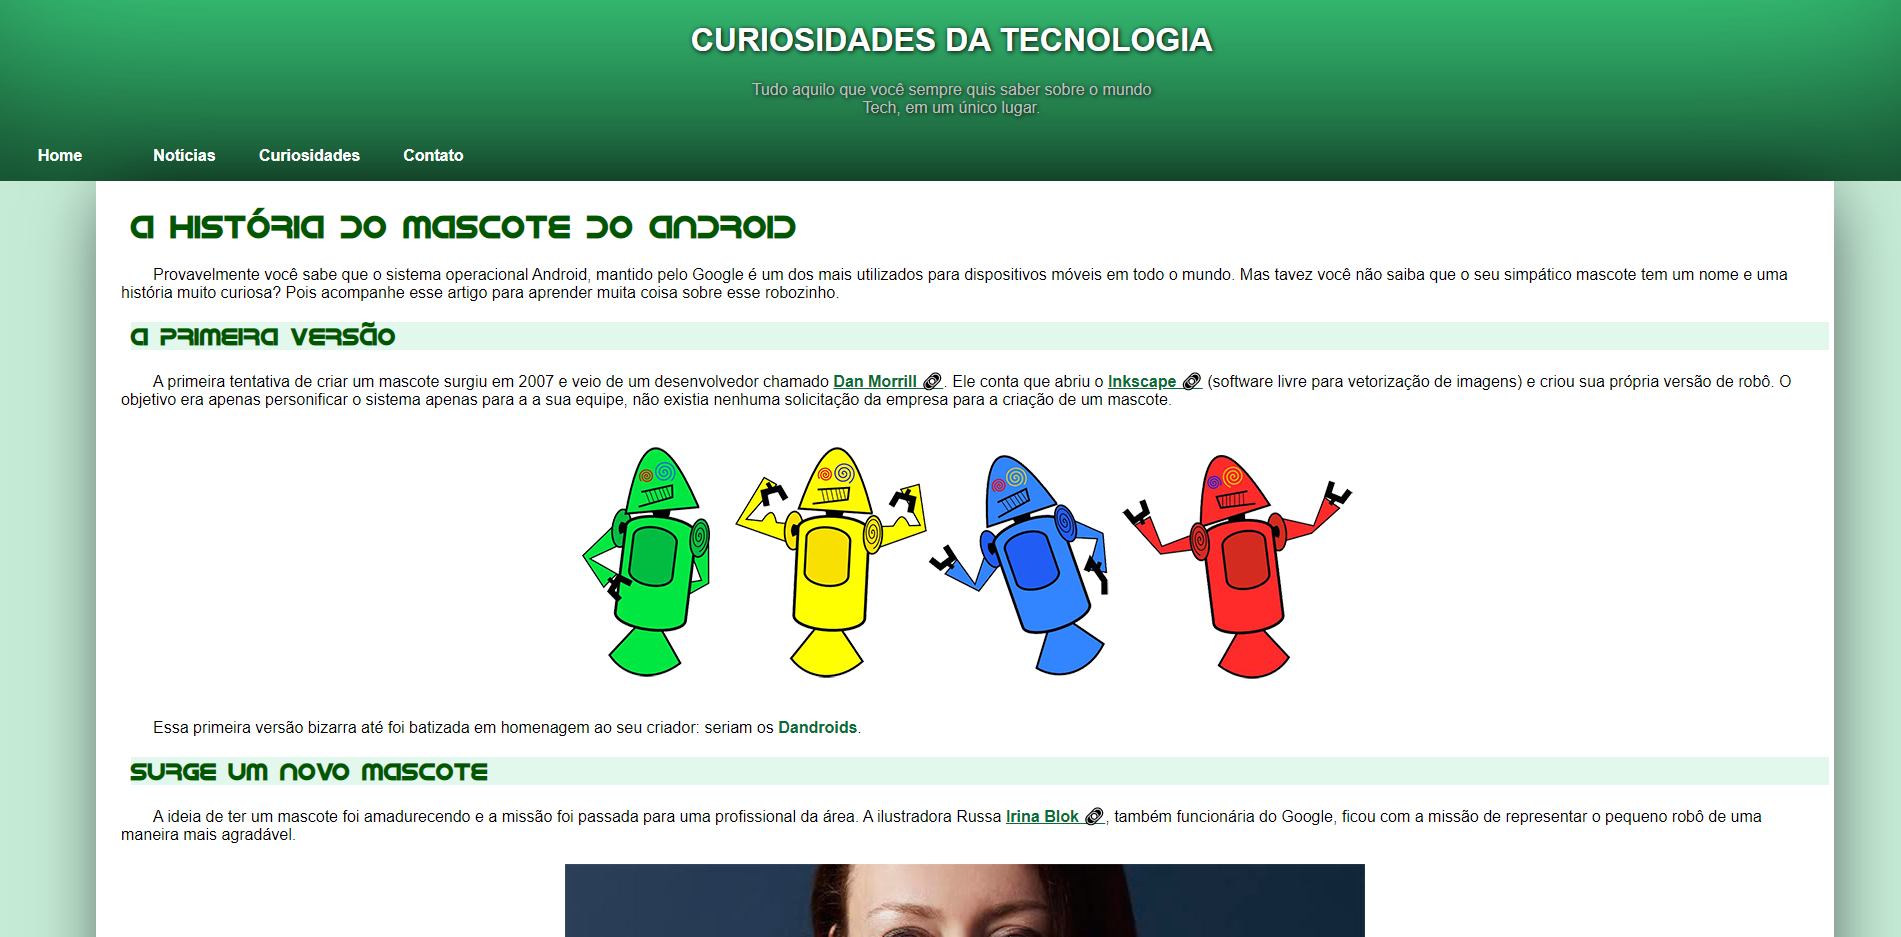 CURIOSIDADES DA TECNOLOGIA
Tudo aquilo que você sempre quis saber sobre o mundo
Tech, em um único lugar.
Home Notícias Curiosidades Contato
A HISTÓRIA DO MASCOTE DO ANDROID
Provavelmente você sabe que o sistema operacional Android, mantido pelo Google é um dos mais utilizados para dispositivos móveis em todo o mundo. Mas tavez você não saiba que o seu simpático mascote tem um nome e uma
história muito curiosa? Pois acompanhe esse artigo para aprender muita coisa sobre esse robozinho.
A PRIMEIRA VERSÃO
A primeira tentativa de criar um mascote surgiu em 2007 e veio de um desenvolvedor chamado Dan Morrill. Ele conta que abriu o Inkscape (software livre para vetorização de imagens) e criou sua própria versão de robô. O
objetivo era apenas personificar o sistema apenas para a a sua equipe, não existia nenhuma solicitação da empresa para a criação de um mascote.
Essa primeira versão bizarra até foi batizada em homenagem ao seu criador: seriam os Dandroids.
SURGE UM NOVO MASCOTE
A ideia de ter um mascote foi amadurecendo e a missão foi passada para uma profissional da área. A ilustradora Russa Irina Blok, também funcionária do Google, ficou com a missão de representar o pequeno robô de uma
maneira mais agradável.